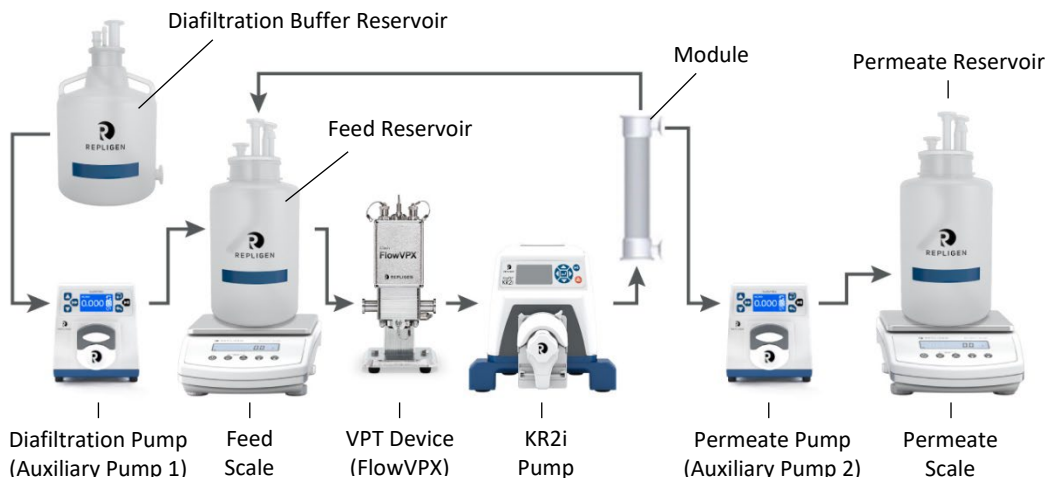 Diafiltration Buffer Reservoir
Module
Permeate Reservoir
Feed Reservoir
REPLIGEN
REPLIGEN
REPLIGEN
FlowVPX
REPLIGEN
KR2i
0.000
0.000
Diafiltration Pump
(Auxiliary Pump 1)
Feed
Scale
VPT Device
(FlowVPX)
KR2i
Pump
Permeate Pump
(Auxiliary Pump 2)
Permeate
Scale